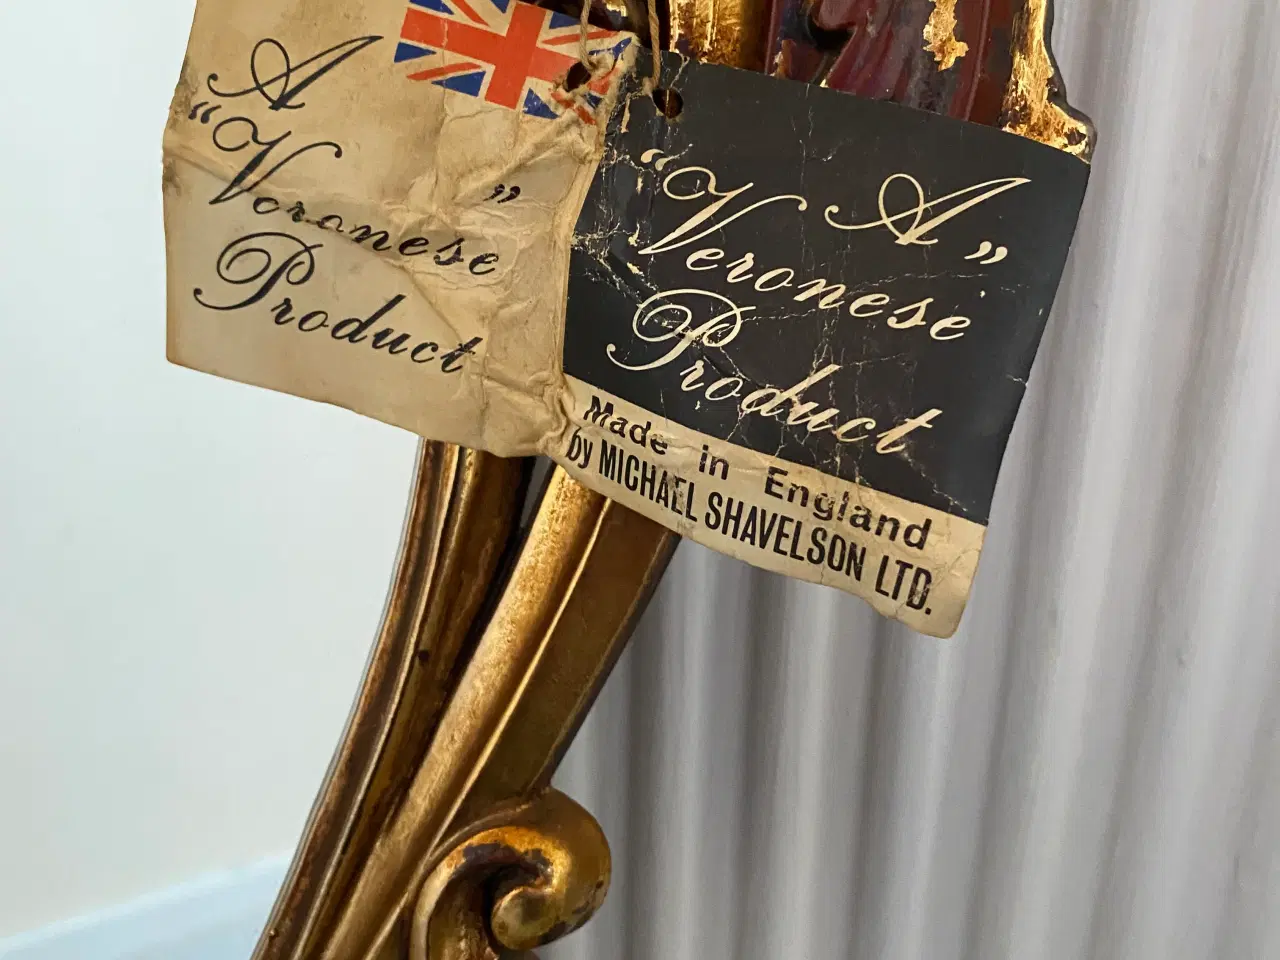 A
“Veronese”
Product
A
“Veronese”
Product
Made in England
by MICHAEL SHAVELSON LTD.